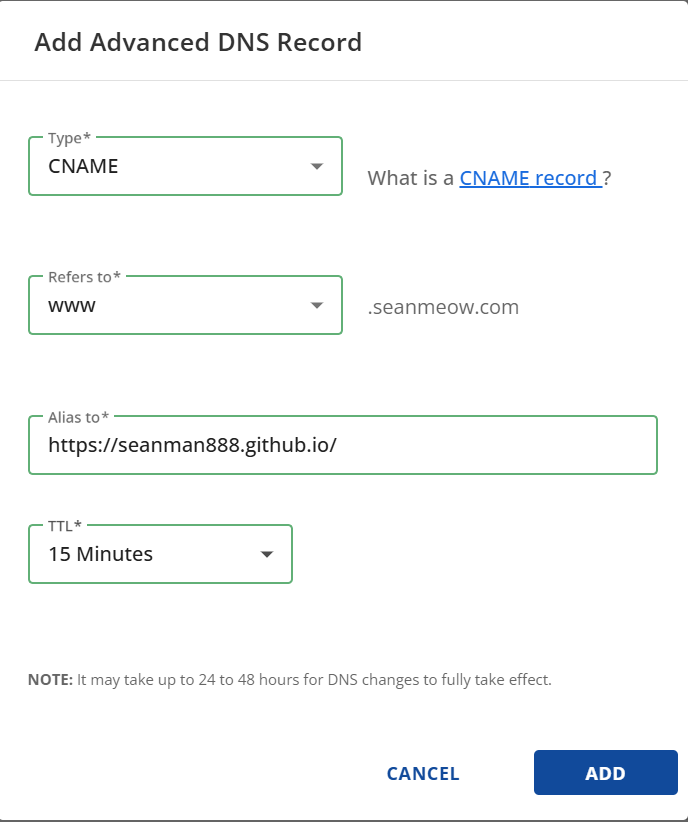 Add Advanced DNS Record
Type*
CNAME
What is a CNAME record ?
Refers to*
www
.seanmeow.com
Alias to*
https://seanman888.github.io/
TTL*
15 Minutes
NOTE: It may take up to 24 to 48 hours for DNS changes to fully take effect.
CANCEL
ADD